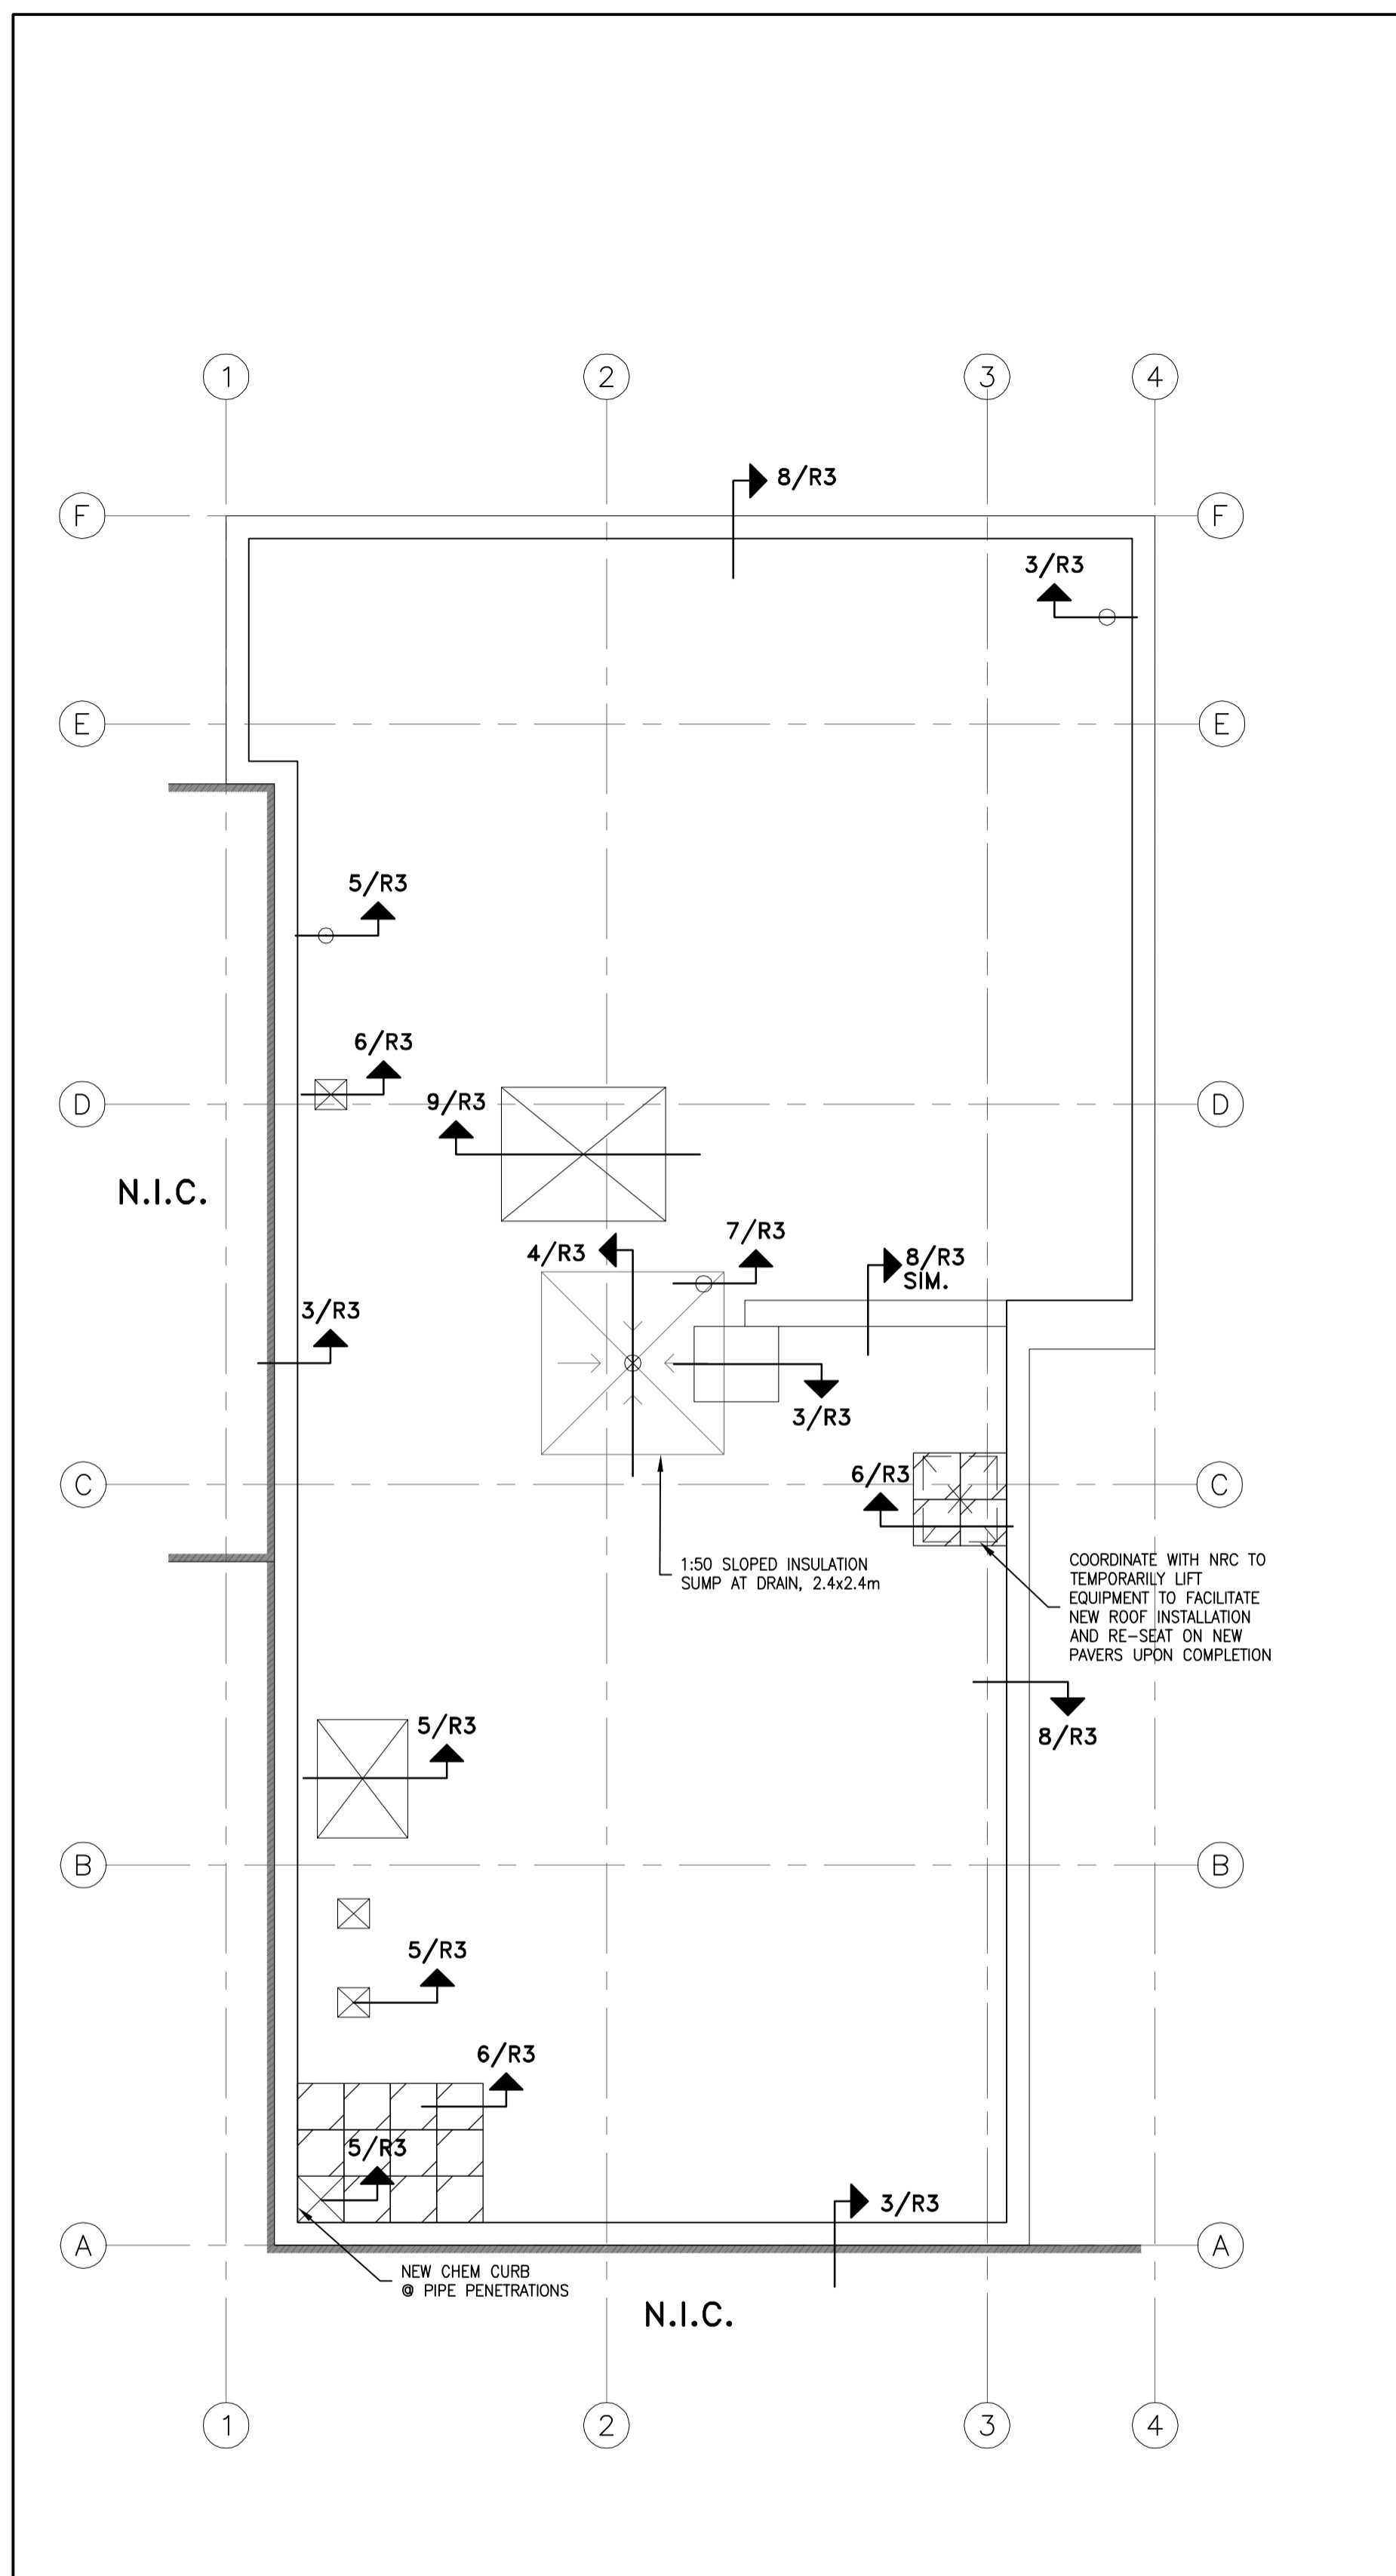 1
2
3
4
8/R3
F
F
3/R3
E
E
5/R3
6/R3
9/R3
D
D
N.I.C.
7/R3
4/R3
8/R3
SIM.
3/R3
3/R3
C
C
6/R3
1:50 SLOPED INSULATION
SUMP AT DRAIN, 2.4x2.4m
COORDINATE WITH NRC TO
TEMPORARILY LIFT
EQUIPMENT TO FACILITATE
NEW ROOF INSTALLATION
AND RE-SEAT ON NEW
PAVERS UPON COMPLETION
5/R3
8/R3
B
B
5/R3
6/R3
5/R3
3/R3
A
A
NEW CHEM CURB
@ PIPE PENETRATIONS
N.I.C.
1
2
3
4